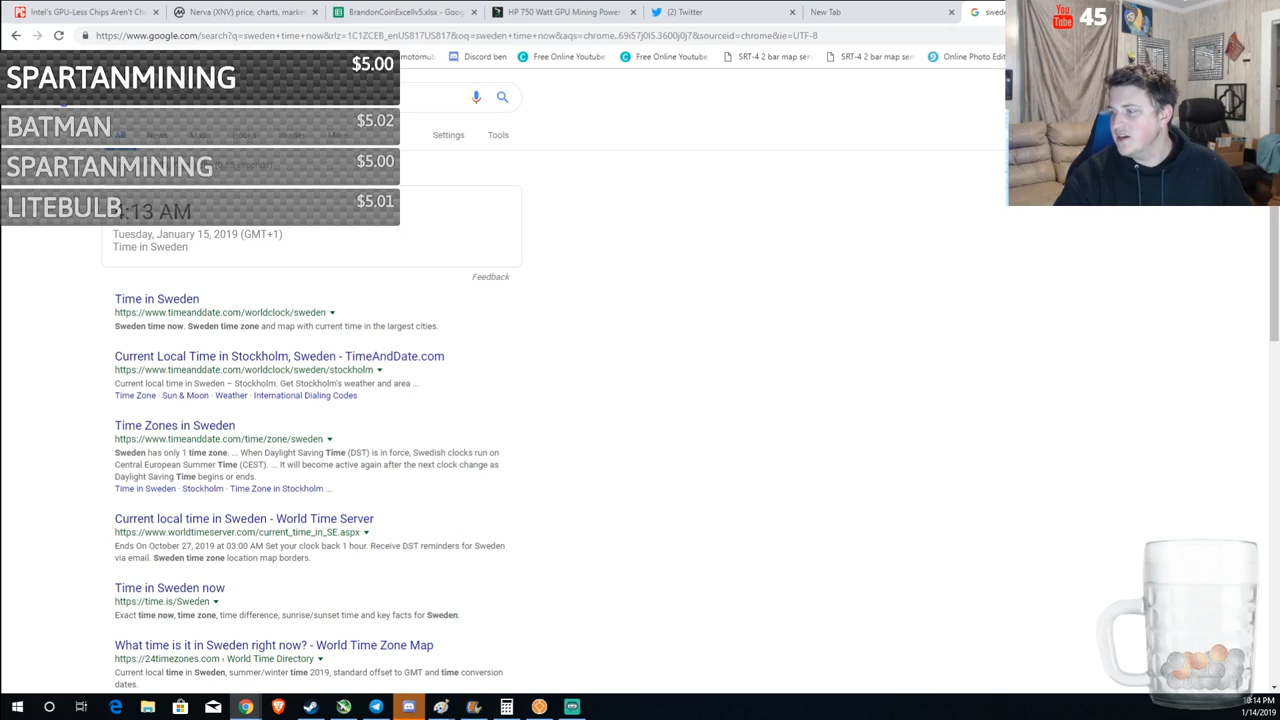 Intel's GPU-Less Chips Aren't Ch
Nerva (XNV) price, charts, marke
BrandonCoinExcellv5.xlsx - Goog
HP 750 Watt GPU Mining Power
(2) Twitter
New Tab
swed
https://www.google.com/search?q=sweden+time+now&rlz=1C1CZCEB_enUS817US817&oq=sweden+time+now&aqs=chrome..69i57j0l5.3600j0j7&sourceid=chrome&ie=UTF-8
motornub
Discord ben
Free Online Youtube
Free Online Youtube
SRT-4 2 bar map sen
SRT-4 2 bar map sen
Online Photo Edit
YouTube
45
SPARTANMINING $5.00
BATMAN $5.02
SPARTANMINING $5.00
LITEBULB $5.01
All News Maps Books Images More Settings Tools
:13 AM
Tuesday, January 15, 2019 (GMT+1)
Time in Sweden
Feedback
Time in Sweden
https://www.timeanddate.com/worldclock/sweden
Sweden time now. Sweden time zone and map with current time in the largest cities.
Current Local Time in Stockholm, Sweden - TimeAndDate.com
https://www.timeanddate.com/worldclock/sweden/stockholm
Current local time in Sweden – Stockholm. Get Stockholm's weather and area ...
Time Zone · Sun & Moon · Weather · International Dialing Codes
Time Zones in Sweden
https://www.timeanddate.com/time/zone/sweden
Sweden has only 1 time zone. ... When Daylight Saving Time (DST) is in force, Swedish clocks run on
Central European Summer Time (CEST). ... It will become active again after the next clock change as
Daylight Saving Time begins or ends.
Time in Sweden · Stockholm · Time Zone in Stockholm ...
Current local time in Sweden - World Time Server
https://www.worldtimeserver.com/current_time_in_SE.aspx
Ends On October 27, 2019 at 03:00 AM Set your clock back 1 hour. Receive DST reminders for Sweden
via email. Sweden time zone location map borders.
Time in Sweden now
https://time.is/Sweden
Exact time now, time zone, time difference, sunrise/sunset time and key facts for Sweden.
What time is it in Sweden right now? - World Time Zone Map
https://24timezones.com › World Time Directory
Current local time in Sweden, summer/winter time 2019, standard offset to GMT and time conversion
dates.
10:14 PM
1/14/2019